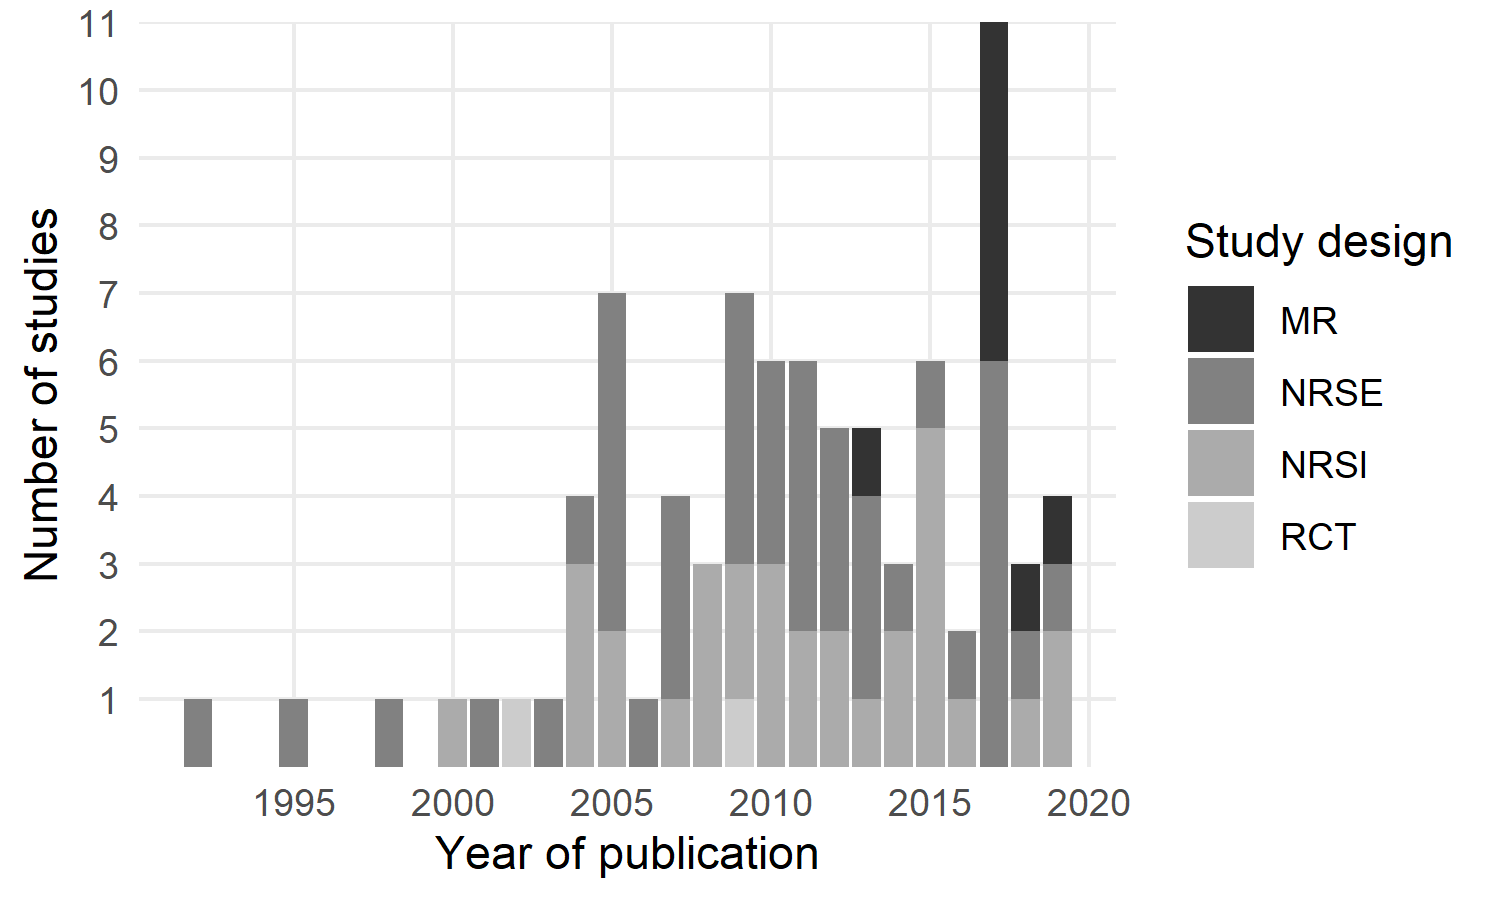 Number of studies
11
10
9
8
7
6
5
4
3
2
1
1995 2000 2005 2010 2015 2020
Year of publication
Study design
MR
NRSE
NRSI
RCT